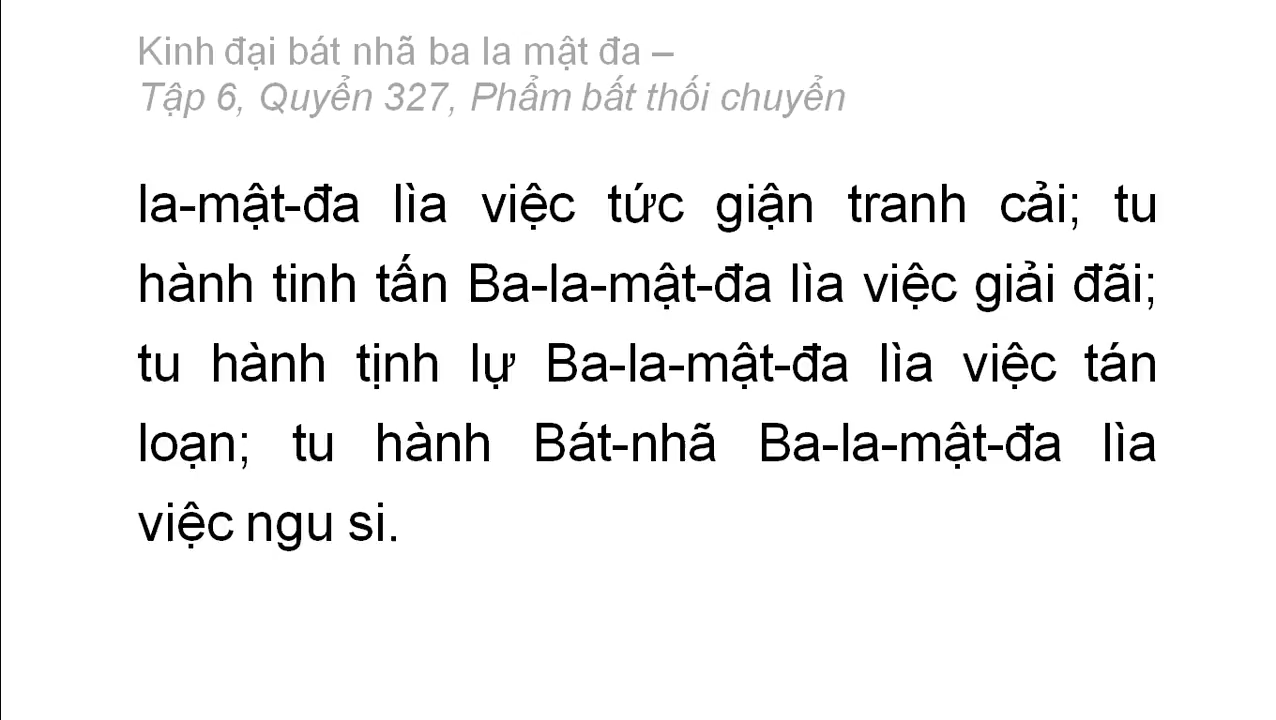 Kinh đại bát nhã ba la mật đa –
Tập 6, Quyển 327, Phẩm bất thối chuyển
la-mật-đa lìa việc tức giận tranh cải; tu
hành tinh tấn Ba-la-mật-đa lìa việc giải đãi;
tu hành tịnh lự Ba-la-mật-đa lìa việc tán
loạn; tu hành Bát-nhã Ba-la-mật-đa lìa
việc ngu si.